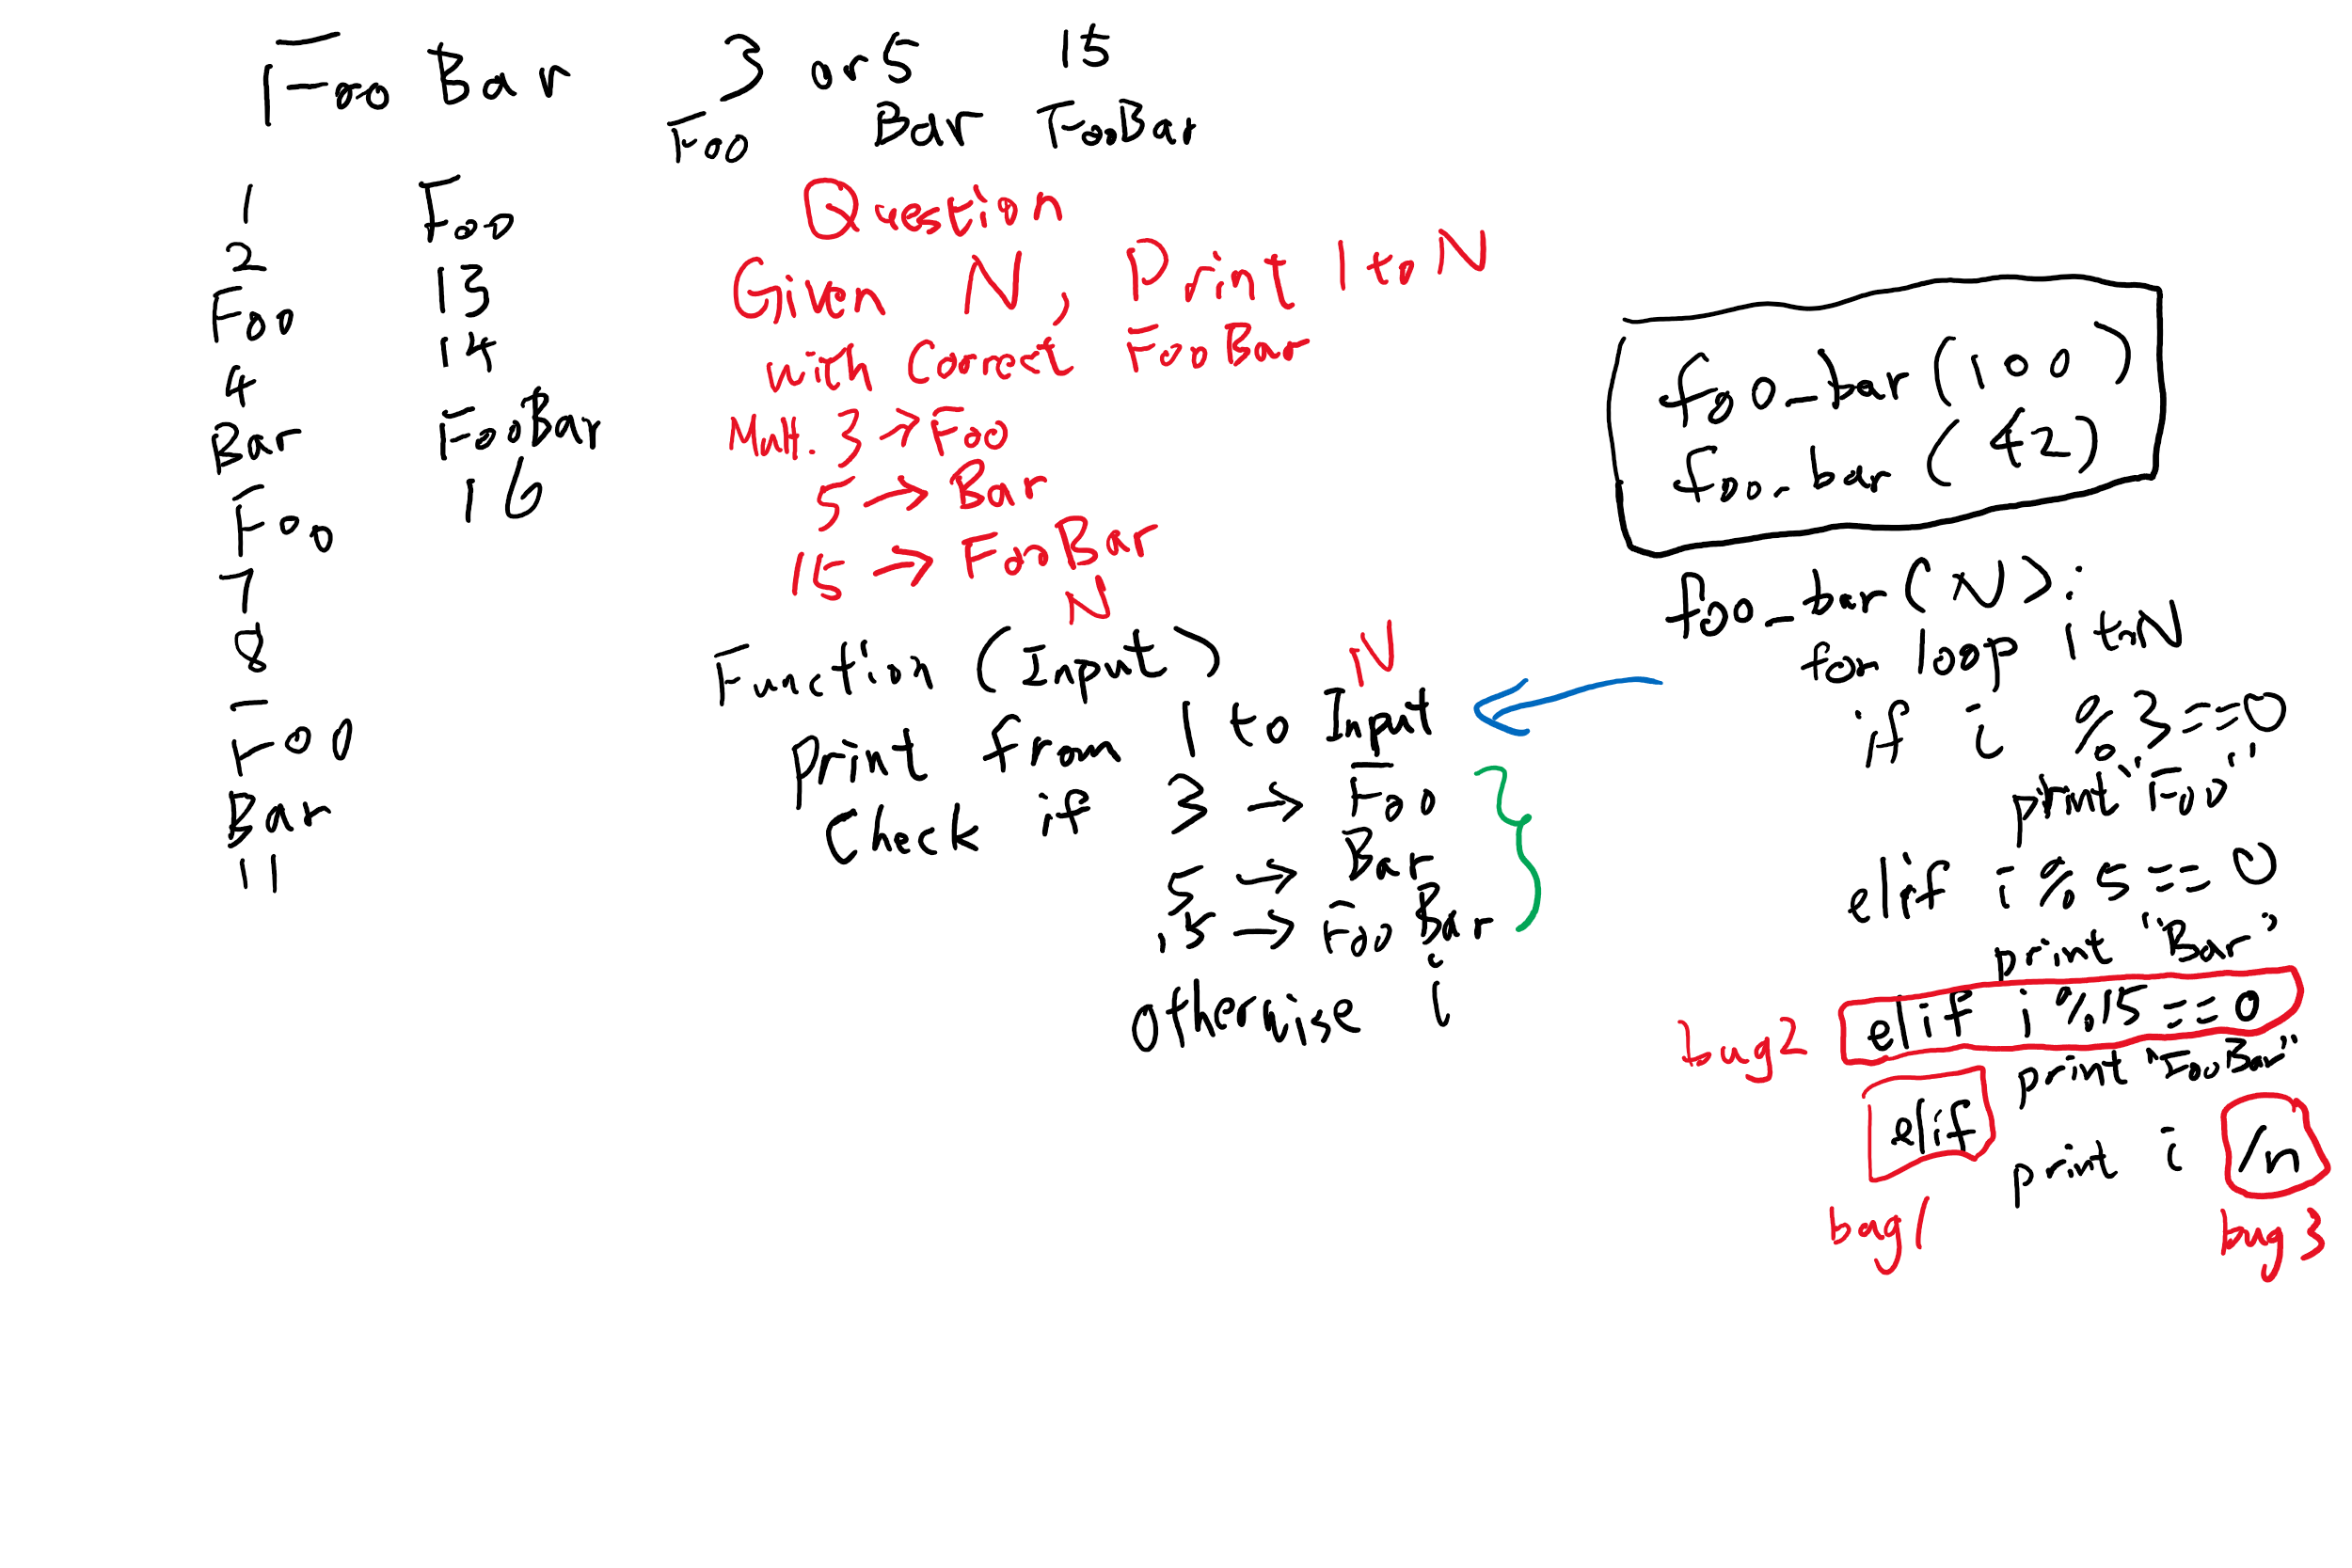 Foo Bar
3 or 5 15
Foo Bar FooBar
1
2
Foo
4
Bar
Foo
7
8
Foo
Bar
11
Foo
13
14
FooBar
16
Question
Given N, Print 1 to N
with Correct FooBar
Mult. 3 → Foo
5 → Bar
15 → FooBar
N
Function (Input)
N
Print from 1 to Input
Check if 3 → Foo
5 → Bar
15 → Foo Bar
otherwise i
foo_bar(100)
foo_bar(42)
foo_bar(N):
for loop 1 to N
if i % 3 == 0
print "Foo"
elif i % 5 == 0
print "Bar"
bug2 elif i % 15 == 0
print "FooBar"
elif
print i /n
bug1
bug3